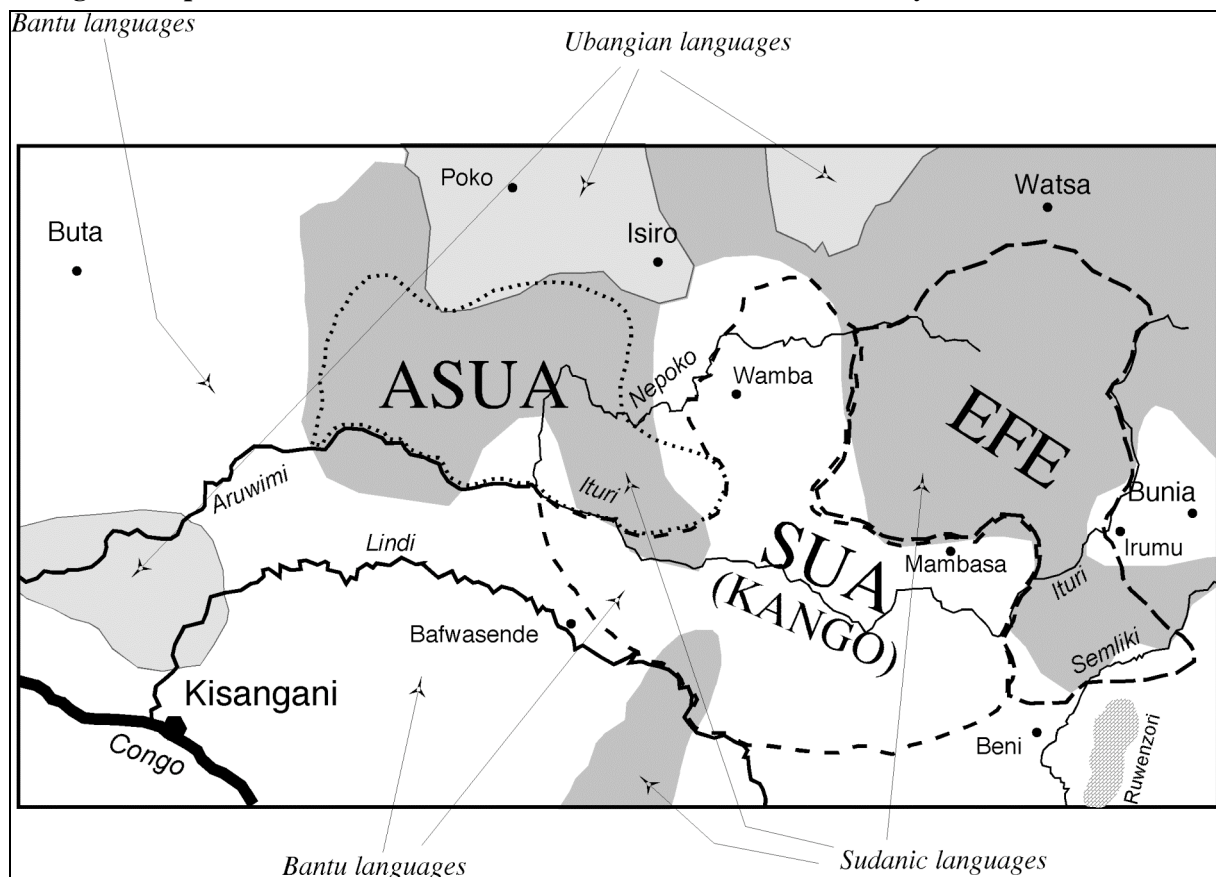 Bantu languages
Ubangian languages
Poko
Watsa
Buta
Isiro
ASUA
Nepoko
Wamba
EFE
Aruwimi
Ituri
Bunia
Lindi
SUA
Mambasa
Irumu
(KANGO)
Ituri
Bafwasende
Semliki
Kisangani
Beni
Congo
Ruwenzori
Bantu languages
Sudanic languages